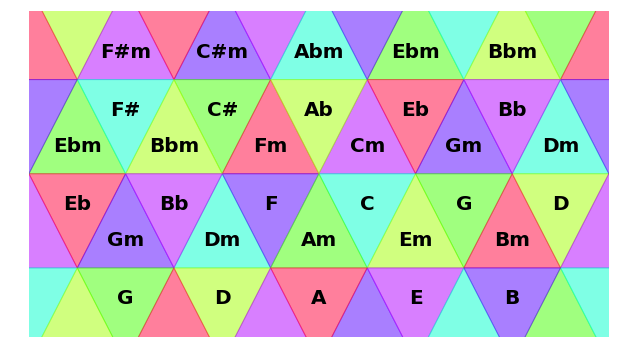 F#m C#m Abm Ebm Bbm
F# C# Ab Eb Bb
Ebm Bbm Fm Cm Gm Dm
Eb Bb F C G D
Gm Dm Am Em Bm
G D A E B